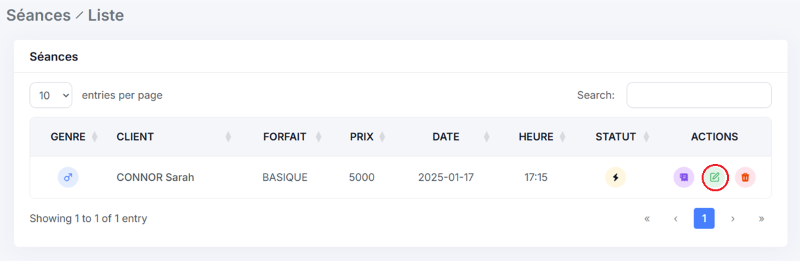 Séances / Liste
Séances
10 entries per page Search:
GENRE CLIENT FORFAIT PRIX DATE HEURE STATUT ACTIONS
CONNOR Sarah BASIQUE 5000 2025-01-17 17:15
Showing 1 to 1 of 1 entry « ‹ 1 › »